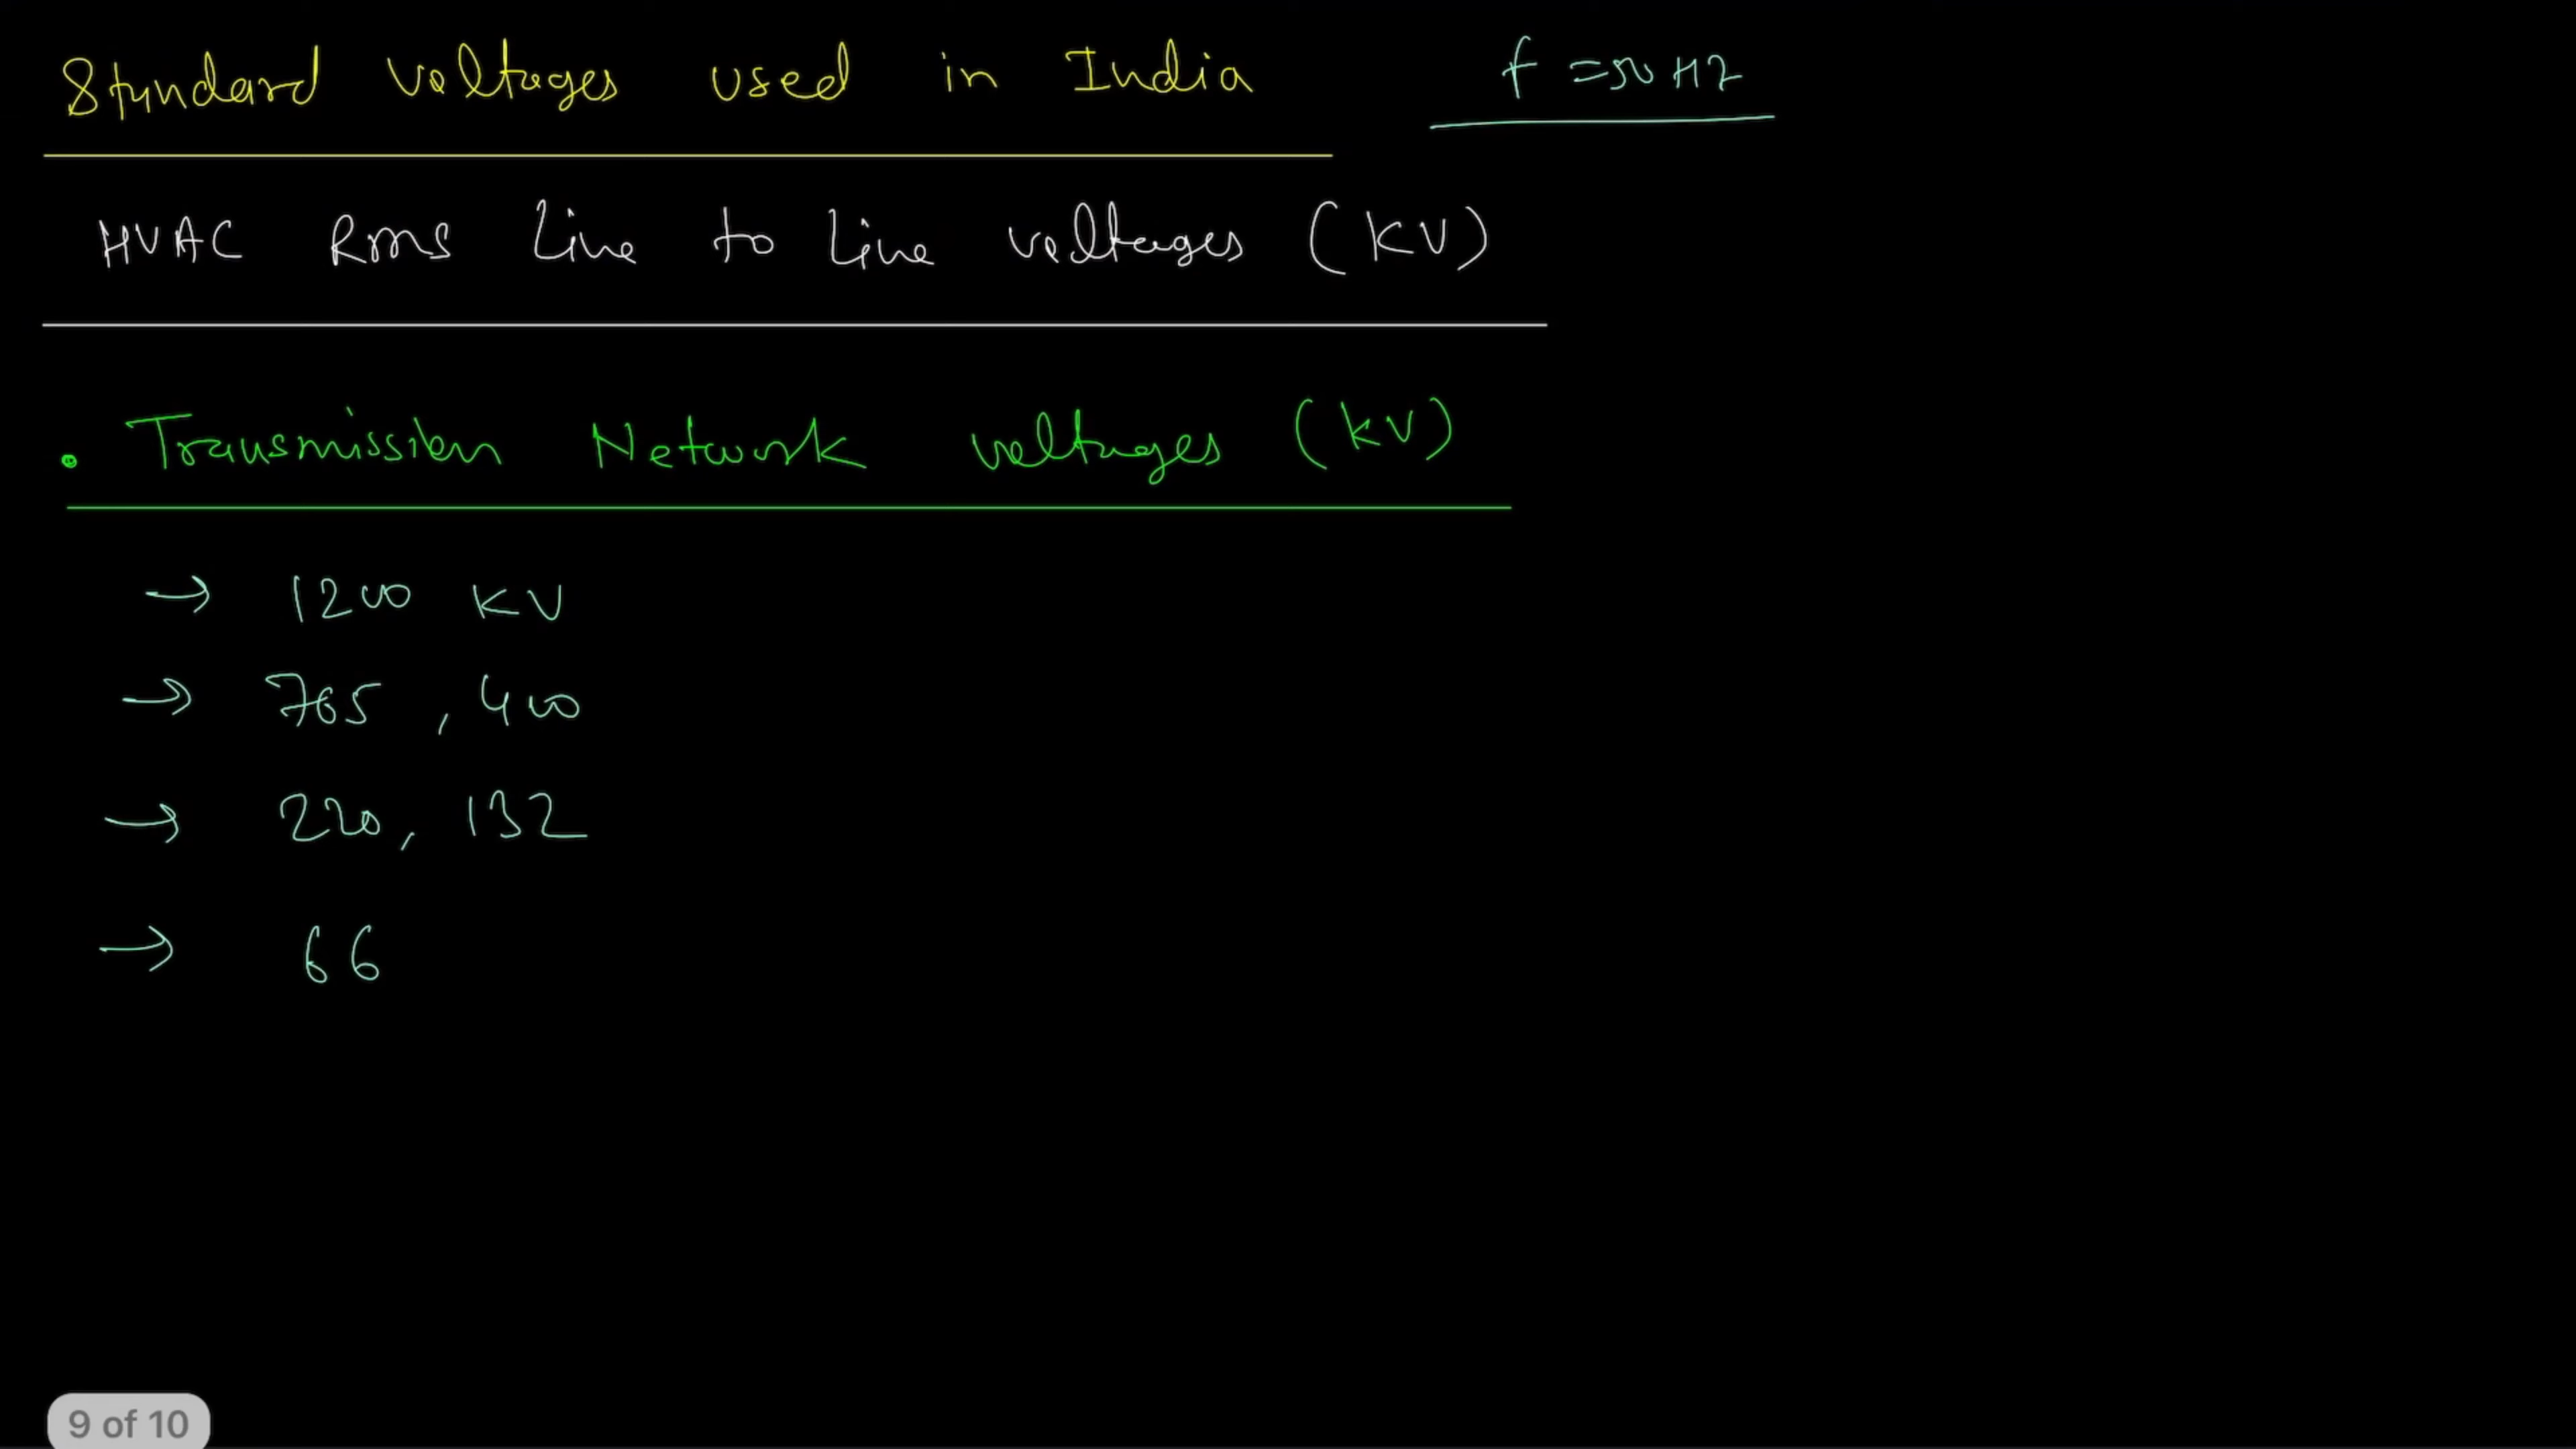 Standard voltages used in India f = 50 Hz
HVAC Rms Line to Line voltages (KV)
• Transmission Network voltages (kV)
→ 1200 KV
→ 765, 400
→ 220, 132
→ 66
9 of 10